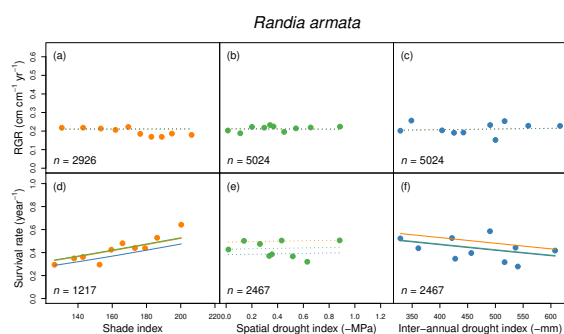 Randia armata
(a)
(b)
(c)
RGR (cm cm yr⁻¹)
0.0 0.1 0.2 0.3 0.4 0.5 0.6
n = 2926
n = 5024
n = 5024
(d)
(e)
(f)
Survival rate (year⁻¹)
0.0 0.2 0.4 0.6 0.8 1.0
n = 1217
n = 2467
n = 2467
140 160 180 200 220
0.0 0.2 0.4 0.6 0.8 1.0 1.2
350 400 450 500 550 600
Shade index
Spatial drought index (−MPa)
Inter−annual drought index (−mm)